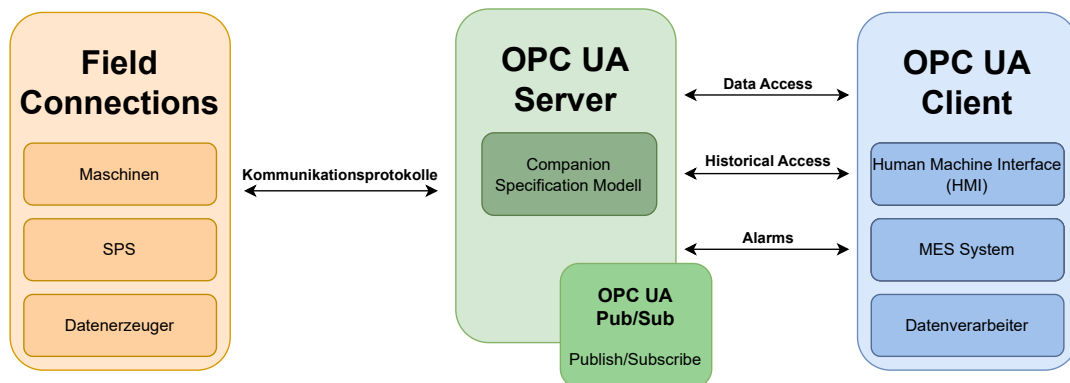 Field
Connections
Maschinen
SPS
Datenerzeuger
Kommunikationsprotokolle
OPC UA
Server
Companion
Specification Modell
OPC UA
Pub/Sub
Publish/Subscribe
Data Access
Historical Access
Alarms
OPC UA
Client
Human Machine Interface
(HMI)
MES System
Datenverarbeiter